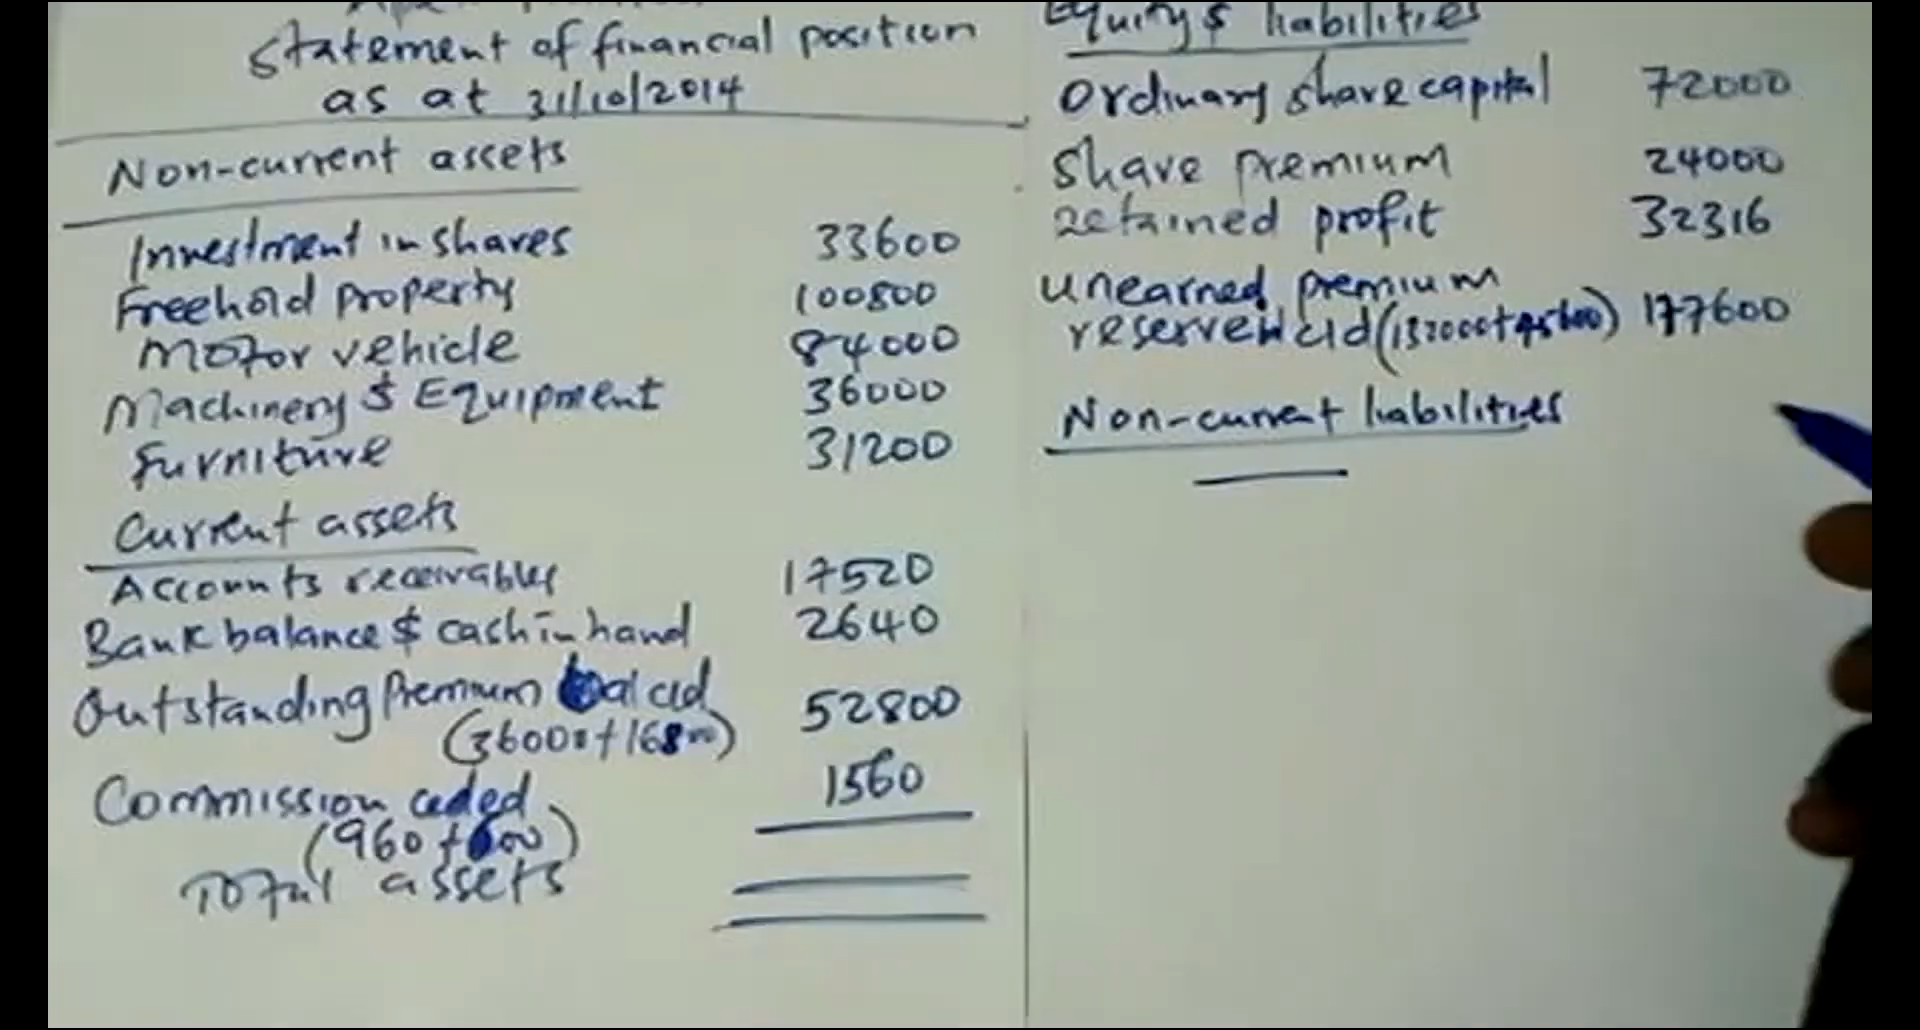 statement of financial position
as at 31/10/2014
Non-current assets
Investment in shares 33600
Freehold property 100800
Motor vehicle 84000
Machinery $ Equipment 36000
Furniture 31200
Current assets
Accounts receivables 17520
Bank balance $ cash in hand 2640
Outstanding Premium bal c/d 52800
(36000+16800)
Commission ceded 1560
(960+600)
Total assets
Equity $ liabilities
Ordinary share capital 72000
Share premium 24000
Retained profit 32316
unearned premium
reserve c/d (132000+45600) 177600
Non-current liabilities